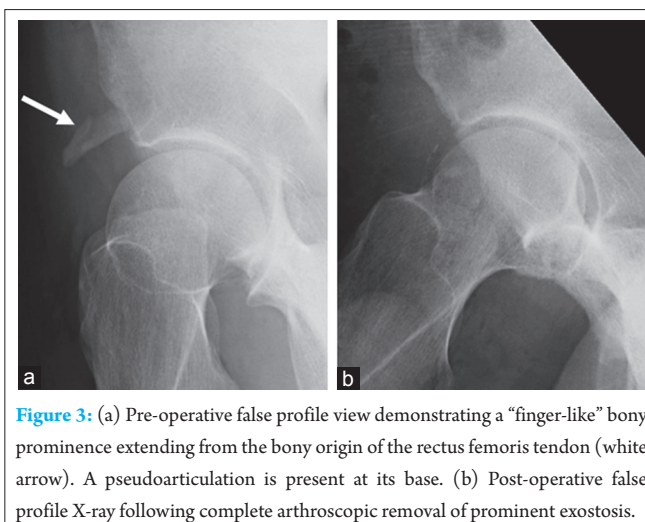 a
b
Figure 3: (a) Pre-operative false profile view demonstrating a “finger-like” bony
prominence extending from the bony origin of the rectus femoris tendon (white
arrow). A pseudoarticulation is present at its base. (b) Post-operative false
profile X-ray following complete arthroscopic removal of prominent exostosis.